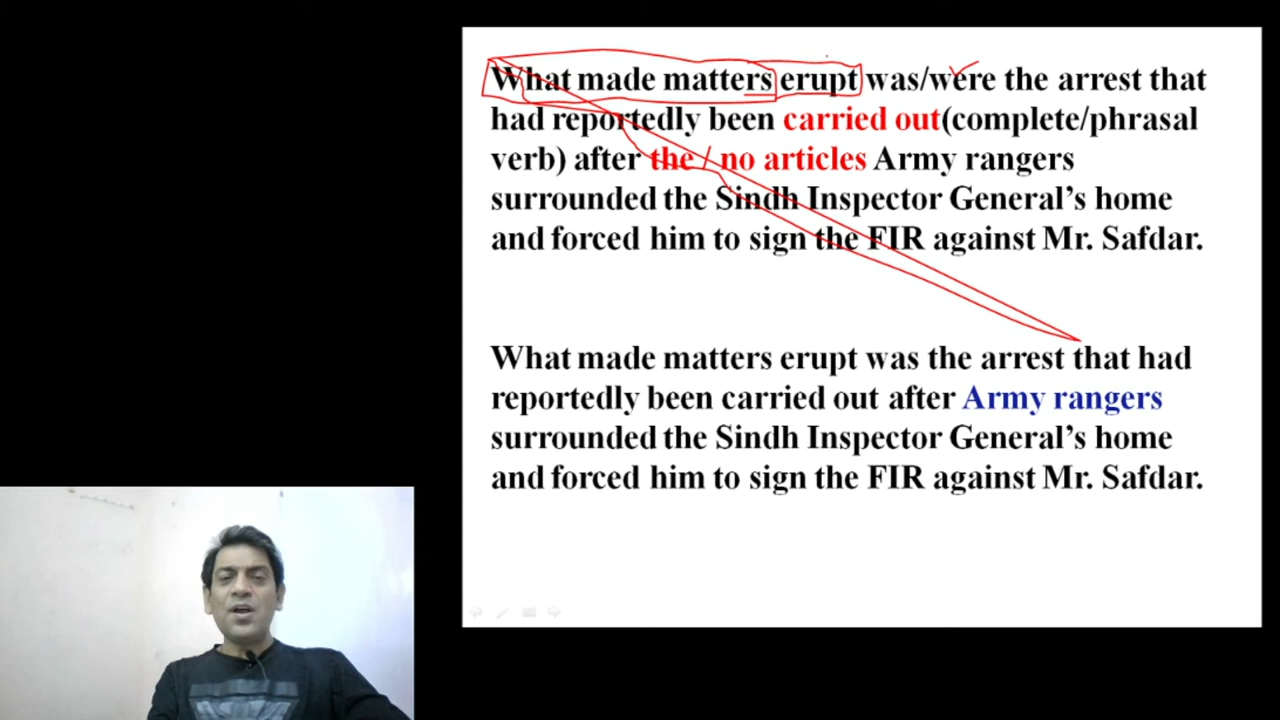 What made matters erupt was/were the arrest that
had reportedly been carried out(complete/phrasal
verb) after the / no articles Army rangers
surrounded the Sindh Inspector General’s home
and forced him to sign the FIR against Mr. Safdar.
What made matters erupt was the arrest that had
reportedly been carried out after Army rangers
surrounded the Sindh Inspector General’s home
and forced him to sign the FIR against Mr. Safdar.